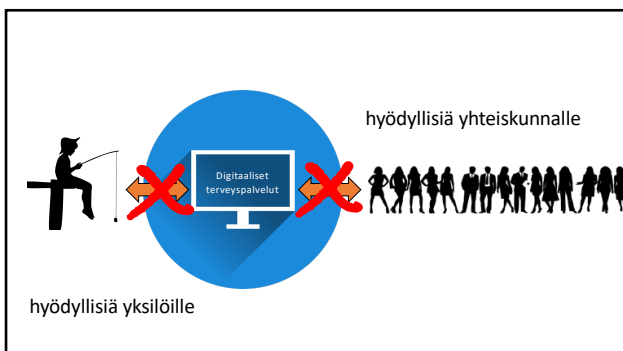 hyödyllisiä yhteiskunnalle
Digitaaliset
terveyspalvelut
hyödyllisiä yksilöille